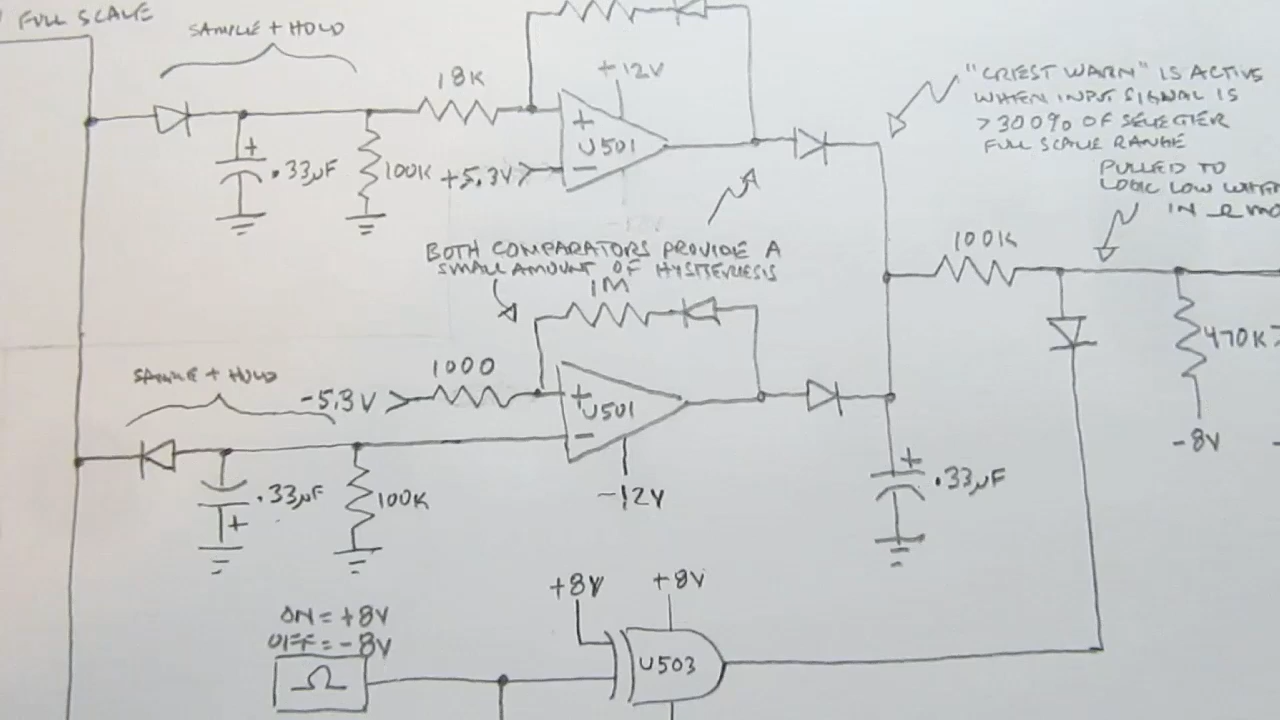 FULL SCALE
SAMPLE + HOLD
18K
+12V
+
U501
-
.33µF
+
100K
+5.3V
"CREST WARN" IS ACTIVE
WHEN INPUT SIGNAL IS
>300% OF SELECTER
FULL SCALE RANGE
PULLED TO
LOGIC LOW WHEN
IN Ω MO
BOTH COMPARATORS PROVIDE A
SMALL AMOUNT OF HYSTERESIS
1M
100K
470K
-8V
SAMPLE + HOLD
-5.3V
1000
+
U501
-
-12V
.33µF
+
100K
+
.33µF
ON = +8V
OFF = -8V
Ω
+8V
+8V
U503